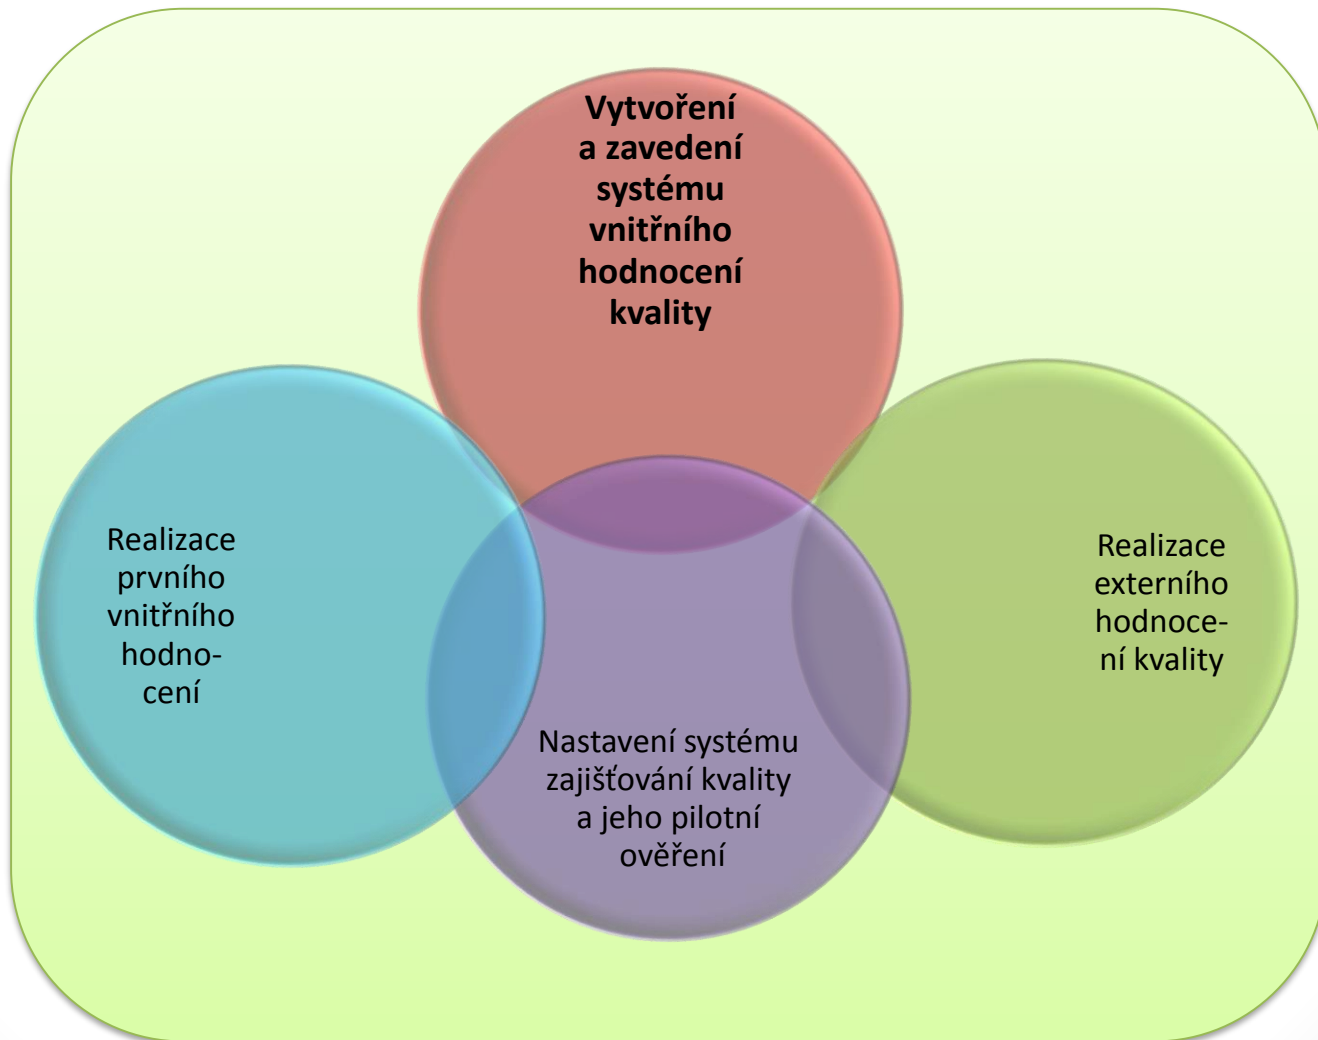 Vytvoření
a zavedení
systému
vnitřního
hodnocení
kvality
Realizace
prvního
vnitřního
hodno-
cení
Nastavení systému
zajišťování kvality
a jeho pilotní
ověření
Realizace
externího
hodnoce-
ní kvality